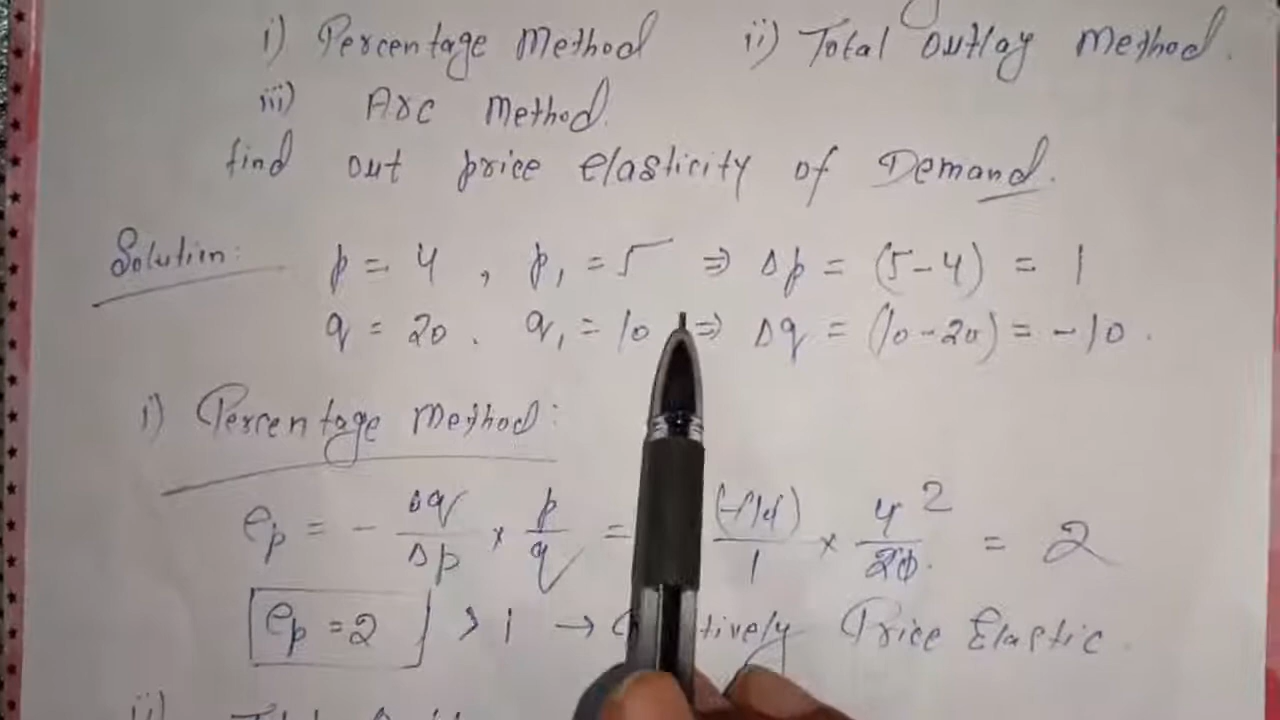 i) Percentage Method ii) Total outlay Method.
iii) Arc Method.
find out price elasticity of Demand.
Solution: p = 4 , p₁ = 5 ⇒ Δp = (5-4) = 1
q = 20 . q₁ = 10 ⇒ Δq = (10-20) = -10 .
i) Percentage Method:
eₚ = - Δq/Δp × p/q = (-10)/1 × 4/20 2 = 2
eₚ = 2 > 1 → Price Elastic .
ii)